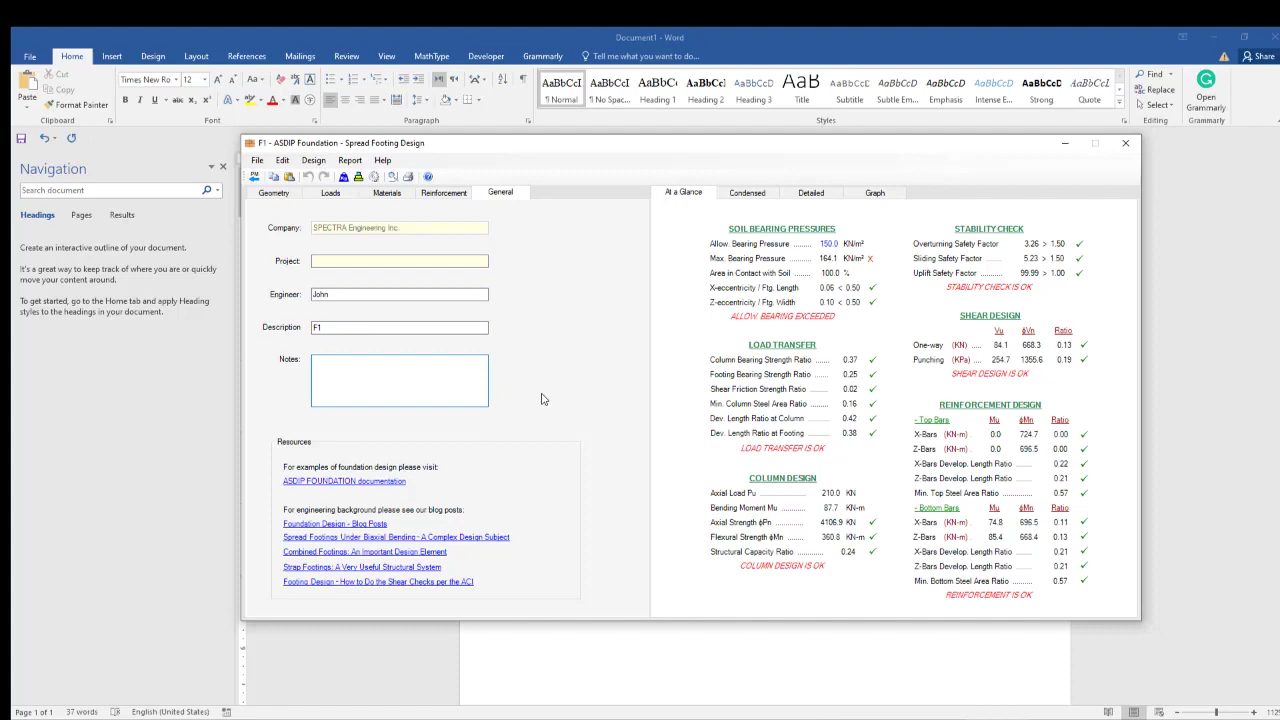 Document1 - Word
File Home Insert Design Layout References Mailings Review View MathType Developer Grammarly Tell me what you want to do... Share
Cut
Copy
Format Painter
Paste
Times New Ro 12
AaBbCcI AaBbCcI AaBbC AaBbCc AaBbCcD AaB AaBbCcD AaBbCcD AaBbCcD AaBbCcD AaBbCcD AaBbCcD
¶ Normal ¶ No Spac... Heading 1 Heading 2 Heading 3 Title Subtitle Subtle Em... Emphasis Intense E... Strong Quote
Find
Replace
Select
Open
Grammarly
Clipboard Font Paragraph Styles Editing Grammarly
Navigation
Search document
Headings Pages Results
Create an interactive outline of your document.
It's a great way to keep track of where you are or quickly
move your content around.
To get started, go to the Home tab and apply Heading
styles to the headings in your document.
F1 - ASDIP Foundation - Spread Footing Design
File Edit Design Report Help
Geometry Loads Materials Reinforcement General
Company: SPECTRA Engineering Inc.
Project:
Engineer: John
Description F1
Notes:
Resources
For examples of foundation design please visit:
ASDIP FOUNDATION documentation
For engineering background please see our blog posts:
Foundation Design - Blog Posts
Spread Footings Under Biaxial Bending - A Complex Design Subject
Combined Footings: An Important Design Element
Strap Footings: A Very Useful Structural System
Footing Design - How to Do the Shear Checks per the ACI
At a Glance Condensed Detailed Graph
SOIL BEARING PRESSURES
Allow. Bearing Pressure ........ 150.0 KN/m²
Max. Bearing Pressure ......... 164.1 KN/m² X
Area in Contact with Soil ...... 100.0 %
X-eccentricity / Ftg. Length 0.06 < 0.50 ✓
Z-eccentricity / Ftg. Width 0.10 < 0.50 ✓
ALLOW. BEARING EXCEEDED
LOAD TRANSFER
Column Bearing Strength Ratio ....... 0.37 ✓
Footing Bearing Strength Ratio ....... 0.25 ✓
Shear Friction Strength Ratio ....... 0.02 ✓
Min. Column Steel Area Ratio ........ 0.16 ✓
Dev. Length Ratio at Column ....... 0.42 ✓
Dev. Length Ratio at Footing ....... 0.38 ✓
LOAD TRANSFER IS OK
COLUMN DESIGN
Axial Load Pu .................... 210.0 KN
Bending Moment Mu ............. 87.7 KN-m
Axial Strength ϕPn ............... 4106.9 KN ✓
Flexural Strength ϕMn .......... 360.8 KN-m ✓
Structural Capacity Ratio ........... 0.24 ✓
COLUMN DESIGN IS OK
STABILITY CHECK
Overturning Safety Factor 3.26 > 1.50 ✓
Sliding Safety Factor ...... 5.23 > 1.50 ✓
Uplift Safety Factor ........ 99.99 > 1.00 ✓
STABILITY CHECK IS OK
SHEAR DESIGN
Vu ϕVn Ratio
One-way (KN) ..... 84.1 668.3 0.13 ✓
Punching (KPa) .... 254.7 1355.6 0.19 ✓
SHEAR DESIGN IS OK
REINFORCEMENT DESIGN
- Top Bars Mu ϕMn Ratio
X-Bars (KN-m) . 0.0 724.7 0.00 ✓
Z-Bars (KN-m) . 0.0 696.5 0.00 ✓
X-Bars Develop. Length Ratio ....... 0.22 ✓
Z-Bars Develop. Length Ratio ....... 0.21 ✓
Min. Top Steel Area Ratio ........... 0.57 ✓
- Bottom Bars Mu ϕMn Ratio
X-Bars (KN-m) . 74.8 696.5 0.11 ✓
Z-Bars (KN-m) . 85.4 668.4 0.13 ✓
X-Bars Develop. Length Ratio ....... 0.21 ✓
Z-Bars Develop. Length Ratio ....... 0.21 ✓
Min. Bottom Steel Area Ratio .......... 0.57 ✓
REINFORCEMENT IS OK
Page 1 of 1 37 words English (United States)